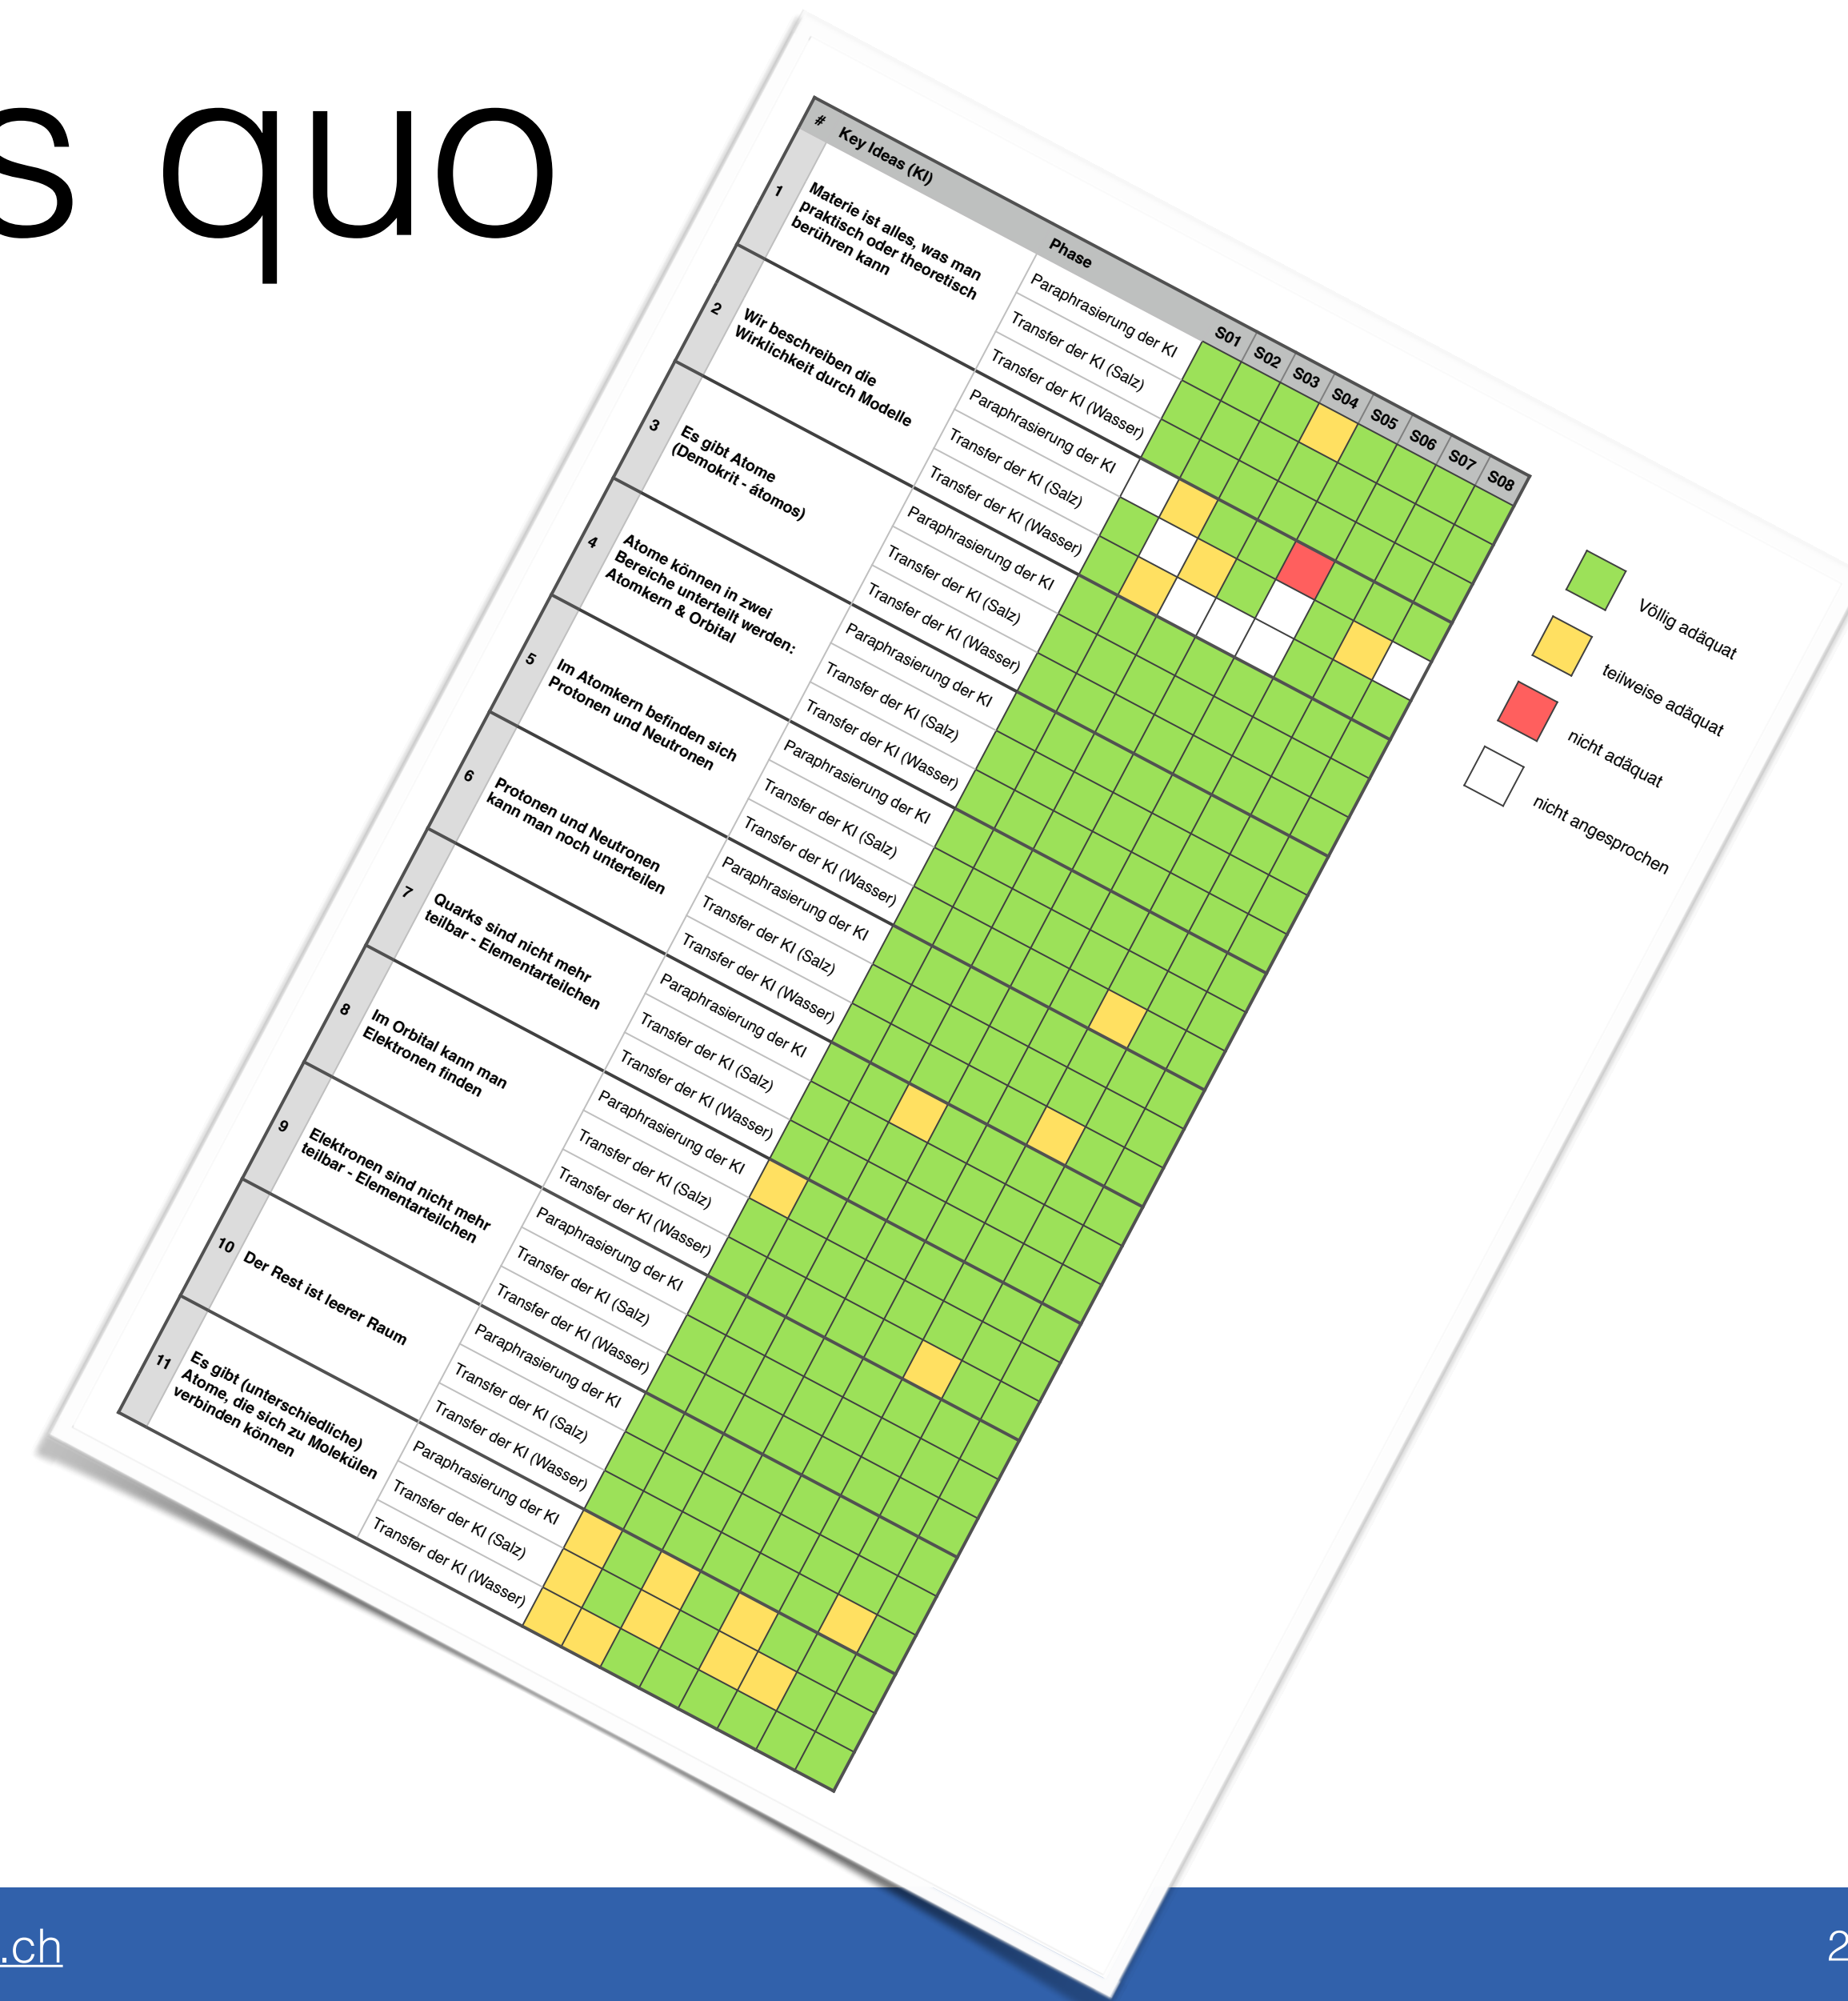 s quo
# Key Ideas (KI) Phase S01 S02 S03 S04 S05 S06 S07 S08
1
Materie ist alles, was man
praktisch oder theoretisch
berühren kann
Paraphrasierung der KI
Transfer der KI (Salz)
Transfer der KI (Wasser)
2
Wir beschreiben die
Wirklichkeit durch Modelle
Paraphrasierung der KI
Transfer der KI (Salz)
Transfer der KI (Wasser)
3
Es gibt Atome
(Demokrit - átomos)
Paraphrasierung der KI
Transfer der KI (Salz)
Transfer der KI (Wasser)
4
Atome können in zwei
Bereiche unterteilt werden:
Atomkern & Orbital
Paraphrasierung der KI
Transfer der KI (Salz)
Transfer der KI (Wasser)
5
Im Atomkern befinden sich
Protonen und Neutronen
Paraphrasierung der KI
Transfer der KI (Salz)
Transfer der KI (Wasser)
6
Protonen und Neutronen
kann man noch unterteilen
Paraphrasierung der KI
Transfer der KI (Salz)
Transfer der KI (Wasser)
7
Quarks sind nicht mehr
teilbar - Elementarteilchen
Paraphrasierung der KI
Transfer der KI (Salz)
Transfer der KI (Wasser)
8
Im Orbital kann man
Elektronen finden
Paraphrasierung der KI
Transfer der KI (Salz)
Transfer der KI (Wasser)
9
Elektronen sind nicht mehr
teilbar - Elementarteilchen
Paraphrasierung der KI
Transfer der KI (Salz)
Transfer der KI (Wasser)
10
Der Rest ist leerer Raum
Paraphrasierung der KI
Transfer der KI (Salz)
Transfer der KI (Wasser)
11
Es gibt (unterschiedliche)
Atome, die sich zu Molekülen
verbinden können
Paraphrasierung der KI
Transfer der KI (Salz)
Transfer der KI (Wasser)
Völlig adäquat
teilweise adäquat
nicht adäquat
nicht angesprochen
.ch
2